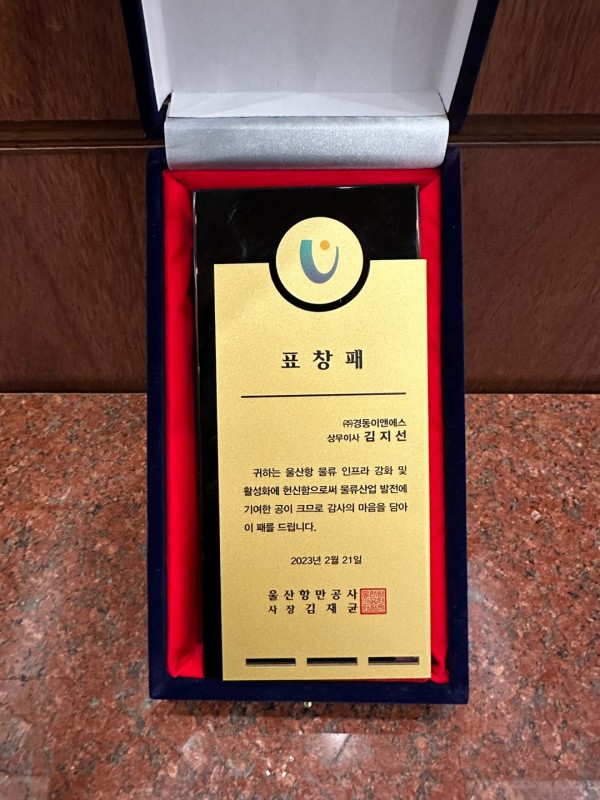 표창패
㈜경동이앤에스
상무이사 김지선
귀하는 울산항 물류 인프라 강화 및
활성화에 헌신함으로써 물류산업 발전에
기여한 공이 크므로 감사의 마음을 담아
이 패를 드립니다.
2023년 2월 21일
울산항만공사
사장 김재균